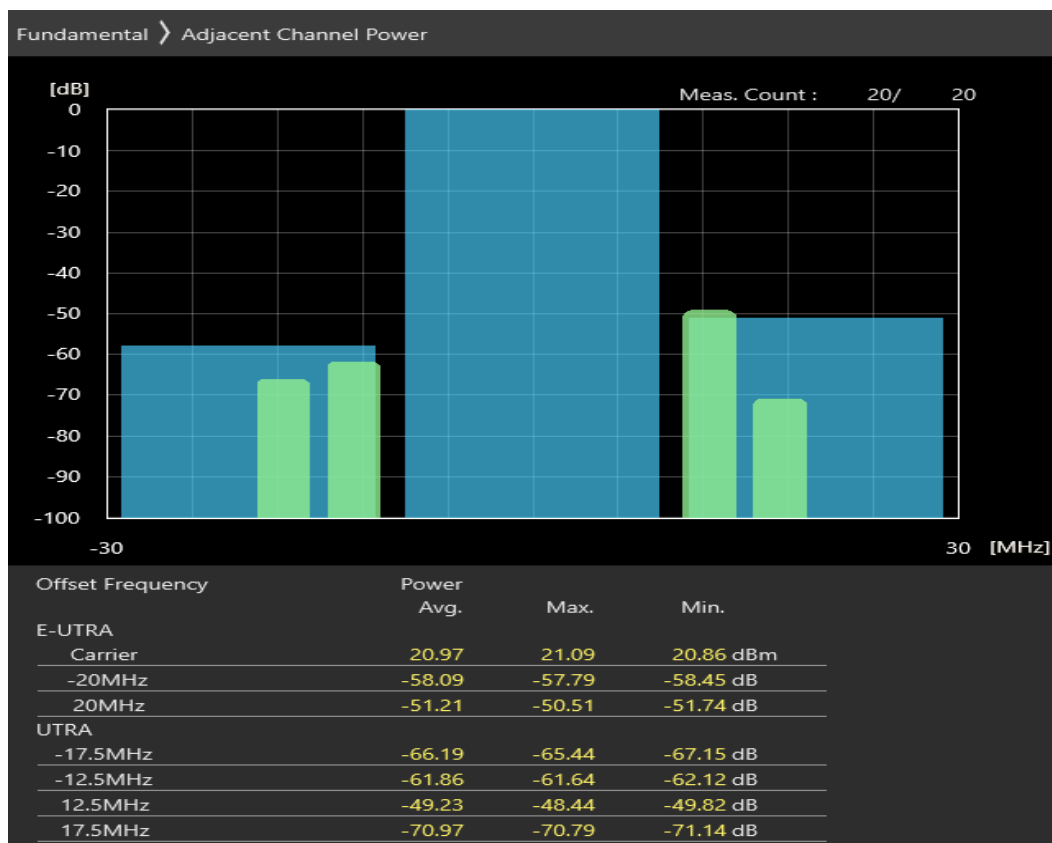 Fundamental 〉 Adjacent Channel Power
[dB]
Meas. Count : 20/ 20
0
-10
-20
-30
-40
-50
-60
-70
-80
-90
-100
-30 30 [MHz]
Offset Frequency Power
Avg. Max. Min.
E-UTRA
Carrier 20.97 21.09 20.86 dBm
-20MHz -58.09 -57.79 -58.45 dB
20MHz -51.21 -50.51 -51.74 dB
UTRA
-17.5MHz -66.19 -65.44 -67.15 dB
-12.5MHz -61.86 -61.64 -62.12 dB
12.5MHz -49.23 -48.44 -49.82 dB
17.5MHz -70.97 -70.79 -71.14 dB